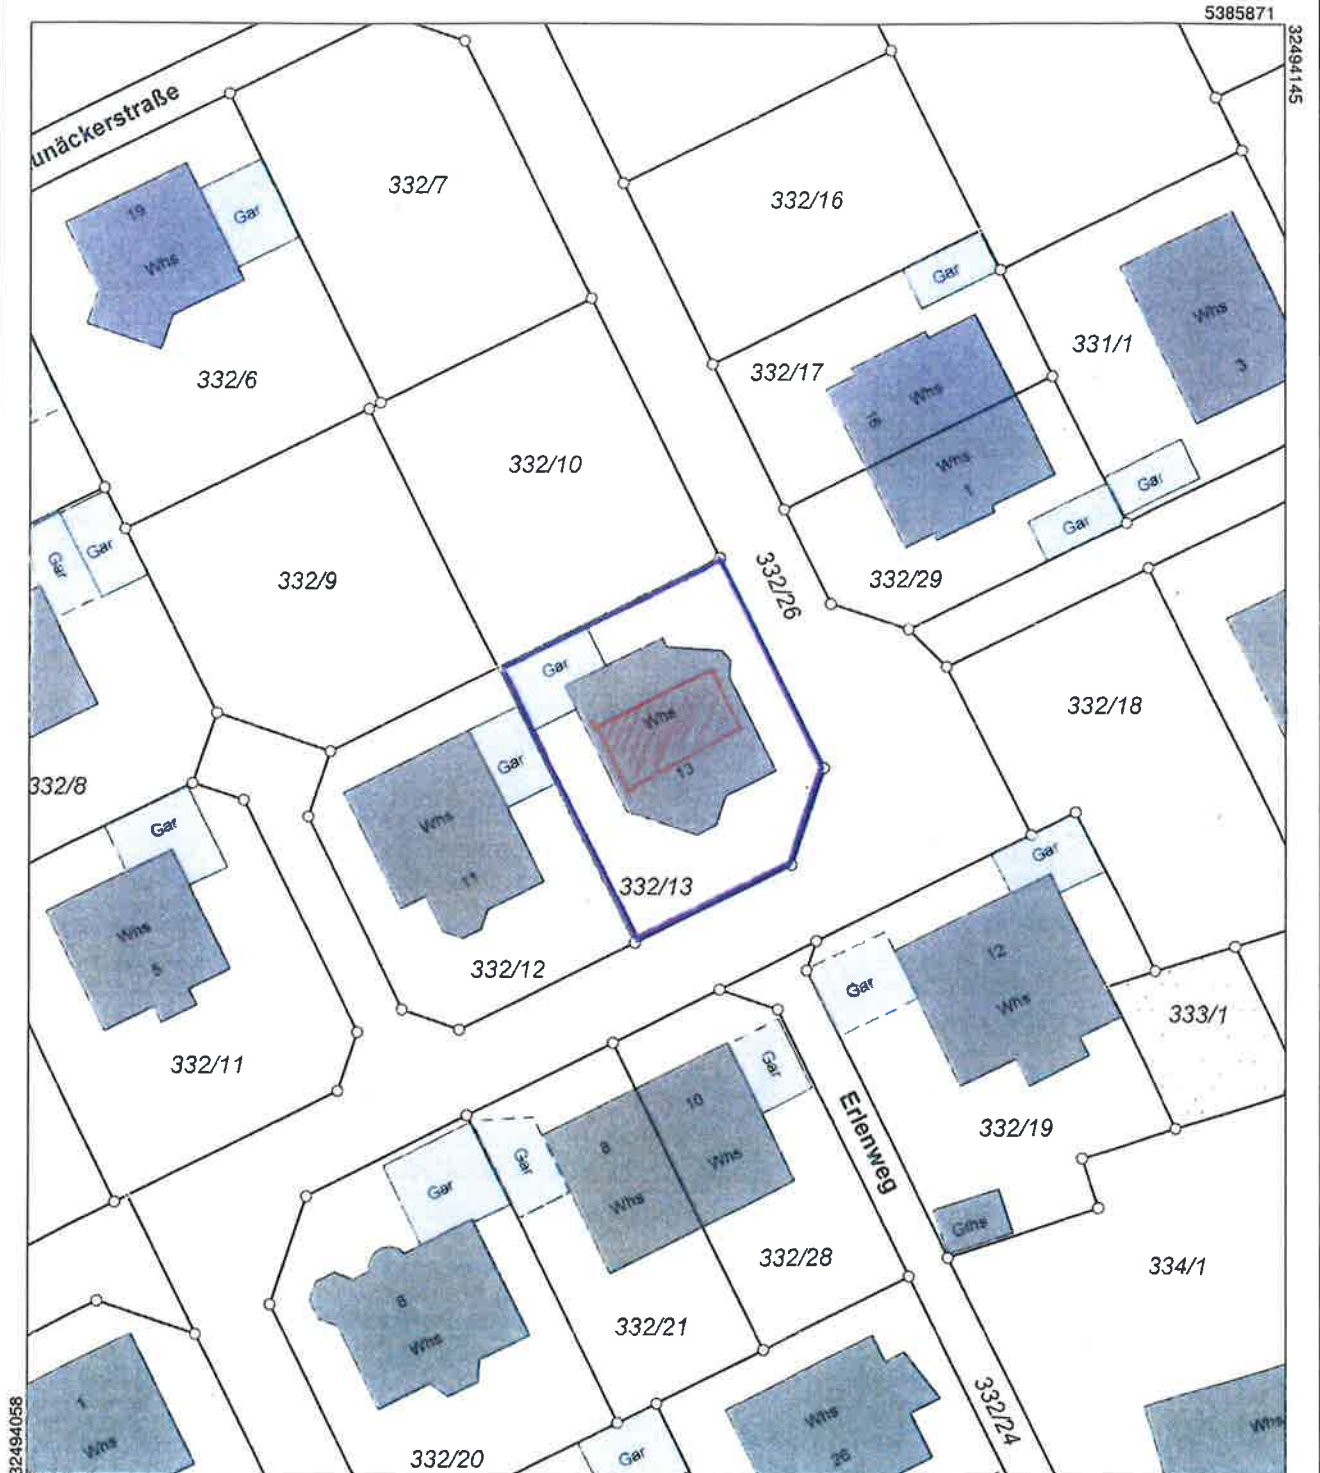 5385871
32494145
unäckerstraße
19
Whs
Gar
332/7
332/6
332/16
Gar
332/17
16
Whs
Whs
1
331/1
Whs
3
Gar
Gar
332/10
332/9
Gar
Gar
332/26
332/29
332/18
332/8
Gar
Whs
5
332/11
Gar
Whs
11
332/12
Gar
Whs
13
332/13
Gar
Gar
12
Whs
333/1
332/19
Erlenweg
Gths
334/1
Gar
10
Whs
8
Whs
Gar
332/28
332/21
Gar
6
Whs
332/20
Gar
Whs
26
332/24
Whs
1
Whs
32494058